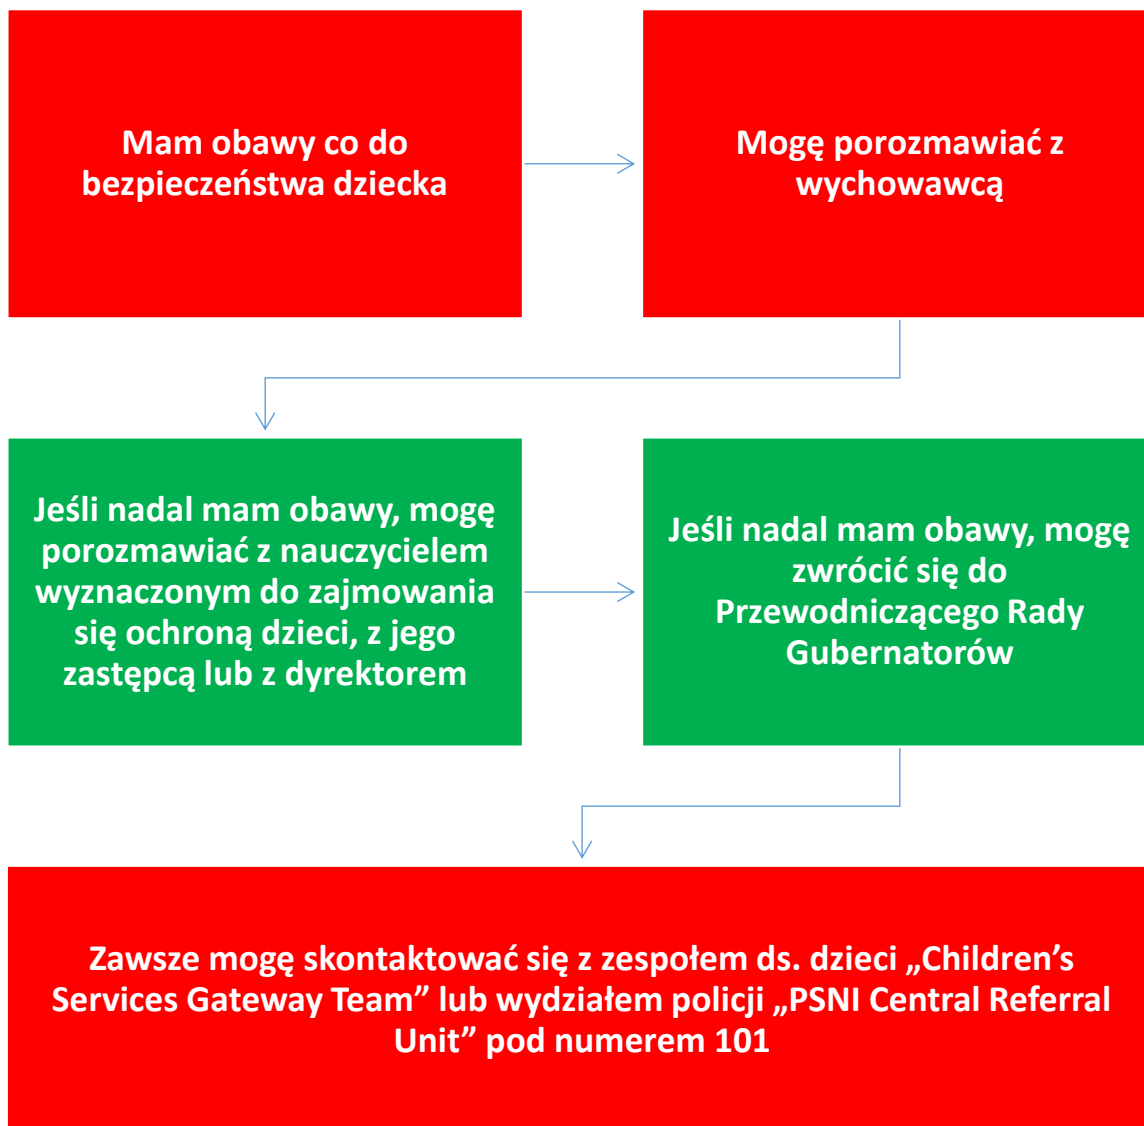 Mam obawy co do
bezpieczeństwa dziecka
Mogę porozmawiać z
wychowawcą
Jeśli nadal mam obawy, mogę
porozmawiać z nauczycielem
wyznaczonym do zajmowania
się ochroną dzieci, z jego
zastępcą lub z dyrektorem
Jeśli nadal mam obawy, mogę
zwrócić się do
Przewodniczącego Rady
Gubernatorów
Zawsze mogę skontaktować się z zespołem ds. dzieci „Children’s
Services Gateway Team” lub wydziałem policji „PSNI Central Referral
Unit” pod numerem 101